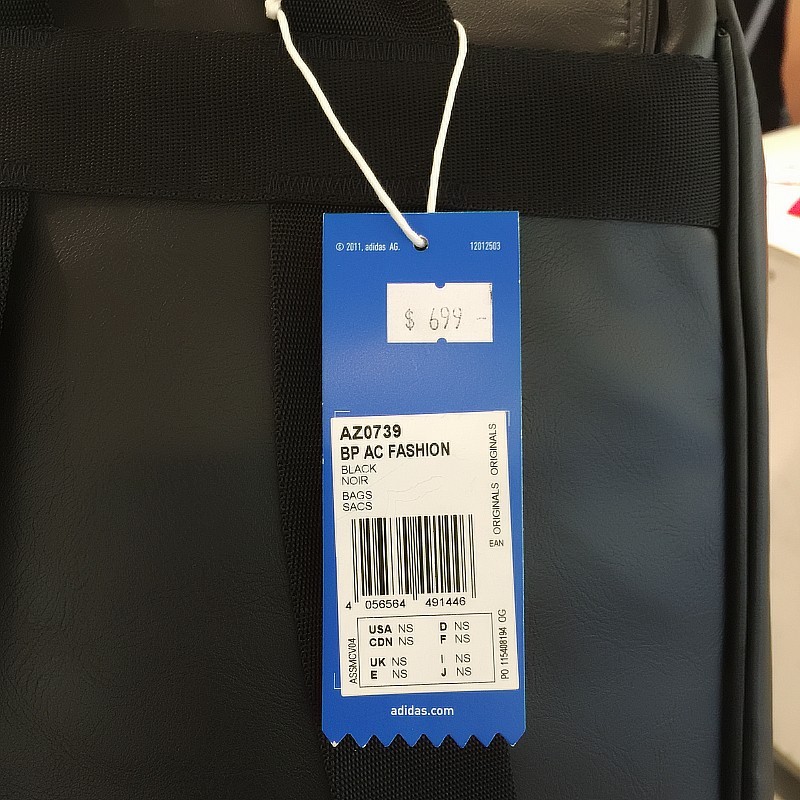 © 2011, adidas AG. 12012503
$ 699 -
AZ0739
BP AC FASHION
BLACK
NOIR
BAGS
SACS
ORIGINALS ORIGINALS
EAN
4 056564 491446
USA NS D NS
CDN NS F NS
UK NS I NS
E NS J NS
ASSMCV04
PO 115408194 OG
adidas.com